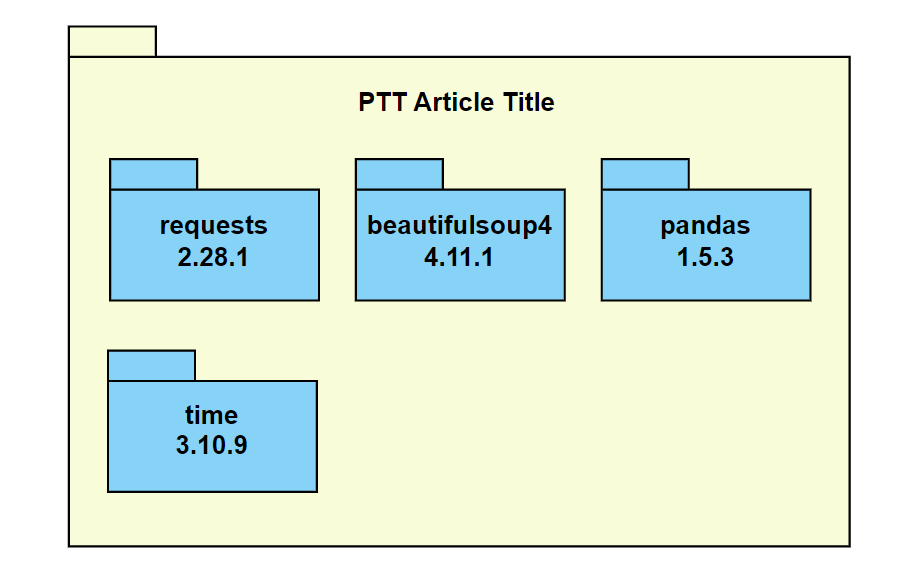 PTT Article Title
requests
2.28.1
beautifulsoup4
4.11.1
pandas
1.5.3
time
3.10.9